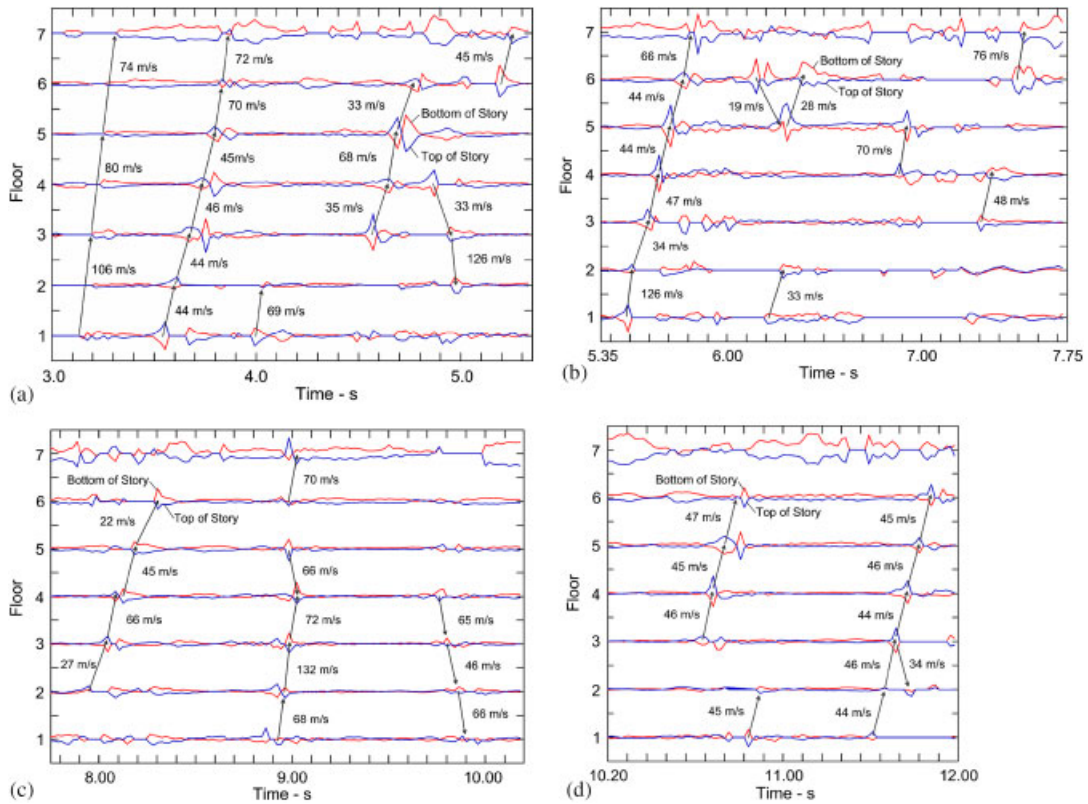 7
74 m/s
72 m/s
45 m/s
6
70 m/s
33 m/s
Bottom of Story
5
80 m/s
45m/s
68 m/s
Top of Story
4
46 m/s
35 m/s
33 m/s
3
106 m/s
44 m/s
126 m/s
2
44 m/s
69 m/s
1
Floor
3.0 4.0 5.0
Time - s
(a)
7
66 m/s
76 m/s
Bottom of Story
6
44 m/s
19 m/s
28 m/s
Top of Story
5
44 m/s
70 m/s
4
47 m/s
48 m/s
3
34 m/s
2
126 m/s
33 m/s
1
Floor
5.35 6.00 7.00 7.75
Time - s
(b)
7
70 m/s
Bottom of Story
6
22 m/s
Top of Story
5
45 m/s
66 m/s
4
66 m/s
72 m/s
65 m/s
3
27 m/s
132 m/s
46 m/s
2
68 m/s
66 m/s
1
Floor
8.00 9.00 10.00
Time - s
(c)
7
Bottom of Story
6
47 m/s
Top of Story
45 m/s
5
45 m/s
46 m/s
4
46 m/s
44 m/s
3
46 m/s
34 m/s
2
45 m/s
44 m/s
1
Floor
10.20 11.00 12.00
Time - s
(d)